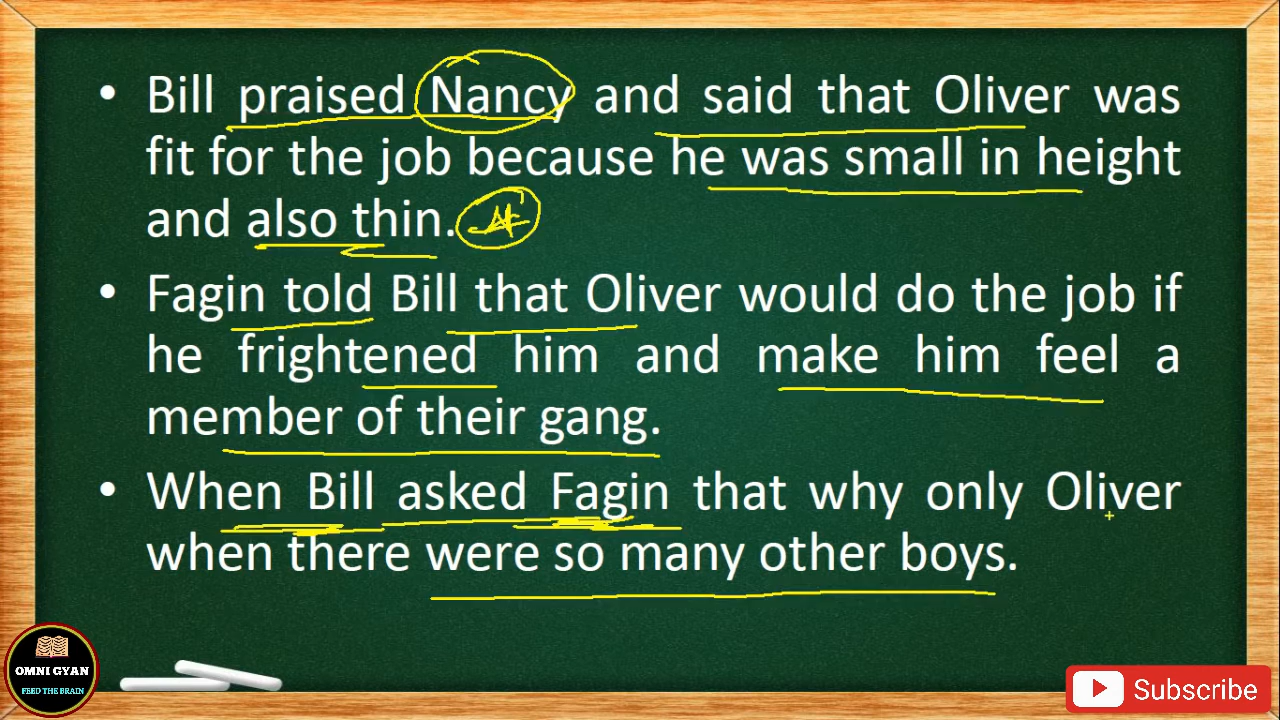 • Bill praised Nancy and said that Oliver was
fit for the job because he was small in height
and also thin.
• Fagin told Bill that Oliver would do the job if
he frightened him and make him feel a
member of their gang.
• When Bill asked Fagin that why only Oliver
when there were so many other boys.
OMNI GYAN
FEED THE BRAIN
Subscribe